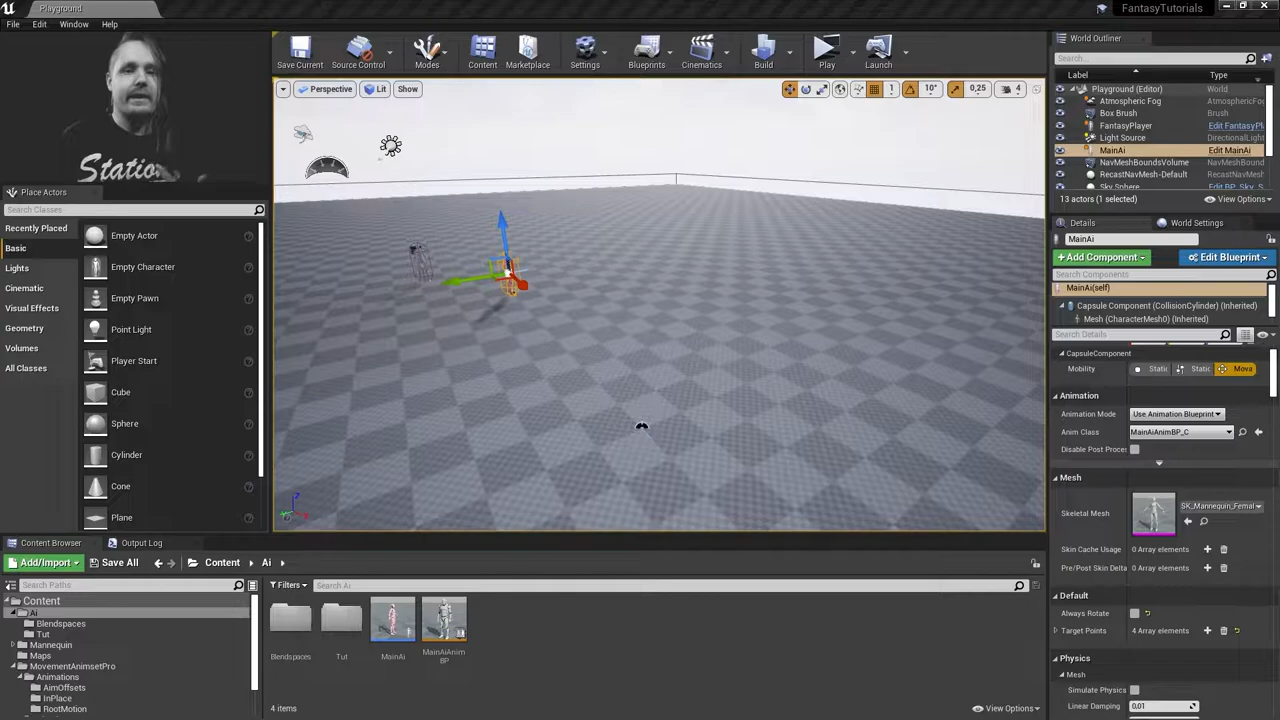 Playground
FantasyTutorials
File Edit Window Help
Station
Save Current
Source Control
Modes
Content
Marketplace
Settings
Blueprints
Cinematics
Build
Play
Launch
Perspective
Lit
Show
1
10°
0,25
4
Place Actors
Search Classes
Recently Placed
Basic
Lights
Cinematic
Visual Effects
Geometry
Volumes
All Classes
Empty Actor
Empty Character
Empty Pawn
Point Light
Player Start
Cube
Sphere
Cylinder
Cone
Plane
World Outliner
Search...
Label Type
Playground (Editor) World
Atmospheric Fog AtmosphericFog
Box Brush Brush
FantasyPlayer Edit FantasyPl
Light Source DirectionalLigh
MainAi Edit MainAi
NavMeshBoundsVolume NavMeshBound
RecastNavMesh-Default RecastNavMesh
Sky Sphere Edit BP_Sky_S
13 actors (1 selected)
View Options
Details
World Settings
MainAi
Add Component
Edit Blueprint
Search Components
MainAi(self)
Capsule Component (CollisionCylinder) (Inherited)
Mesh (CharacterMesh0) (Inherited)
Search Details
CapsuleComponent
Mobility Stati Static Mova
Animation
Animation Mode Use Animation Blueprint
Anim Class MainAiAnimBP_C
Disable Post Proces
Mesh
Skeletal Mesh SK_Mannequin_Femal
Skin Cache Usage 0 Array elements
Pre/Post Skin Delta 0 Array elements
Default
Always Rotate
Target Points 4 Array elements
Physics
Mesh
Simulate Physics
Linear Damping 0,01
Content Browser
Output Log
Add/Import
Save All
Content
Ai
Search Paths
Filters
Search Ai
Content
Ai
Blendspaces
Tut
Mannequin
Maps
MovementAnimsetPro
Animations
AimOffsets
InPlace
RootMotion
Blendspaces
Tut
MainAi
MainAiAnim
BP
4 items
View Options